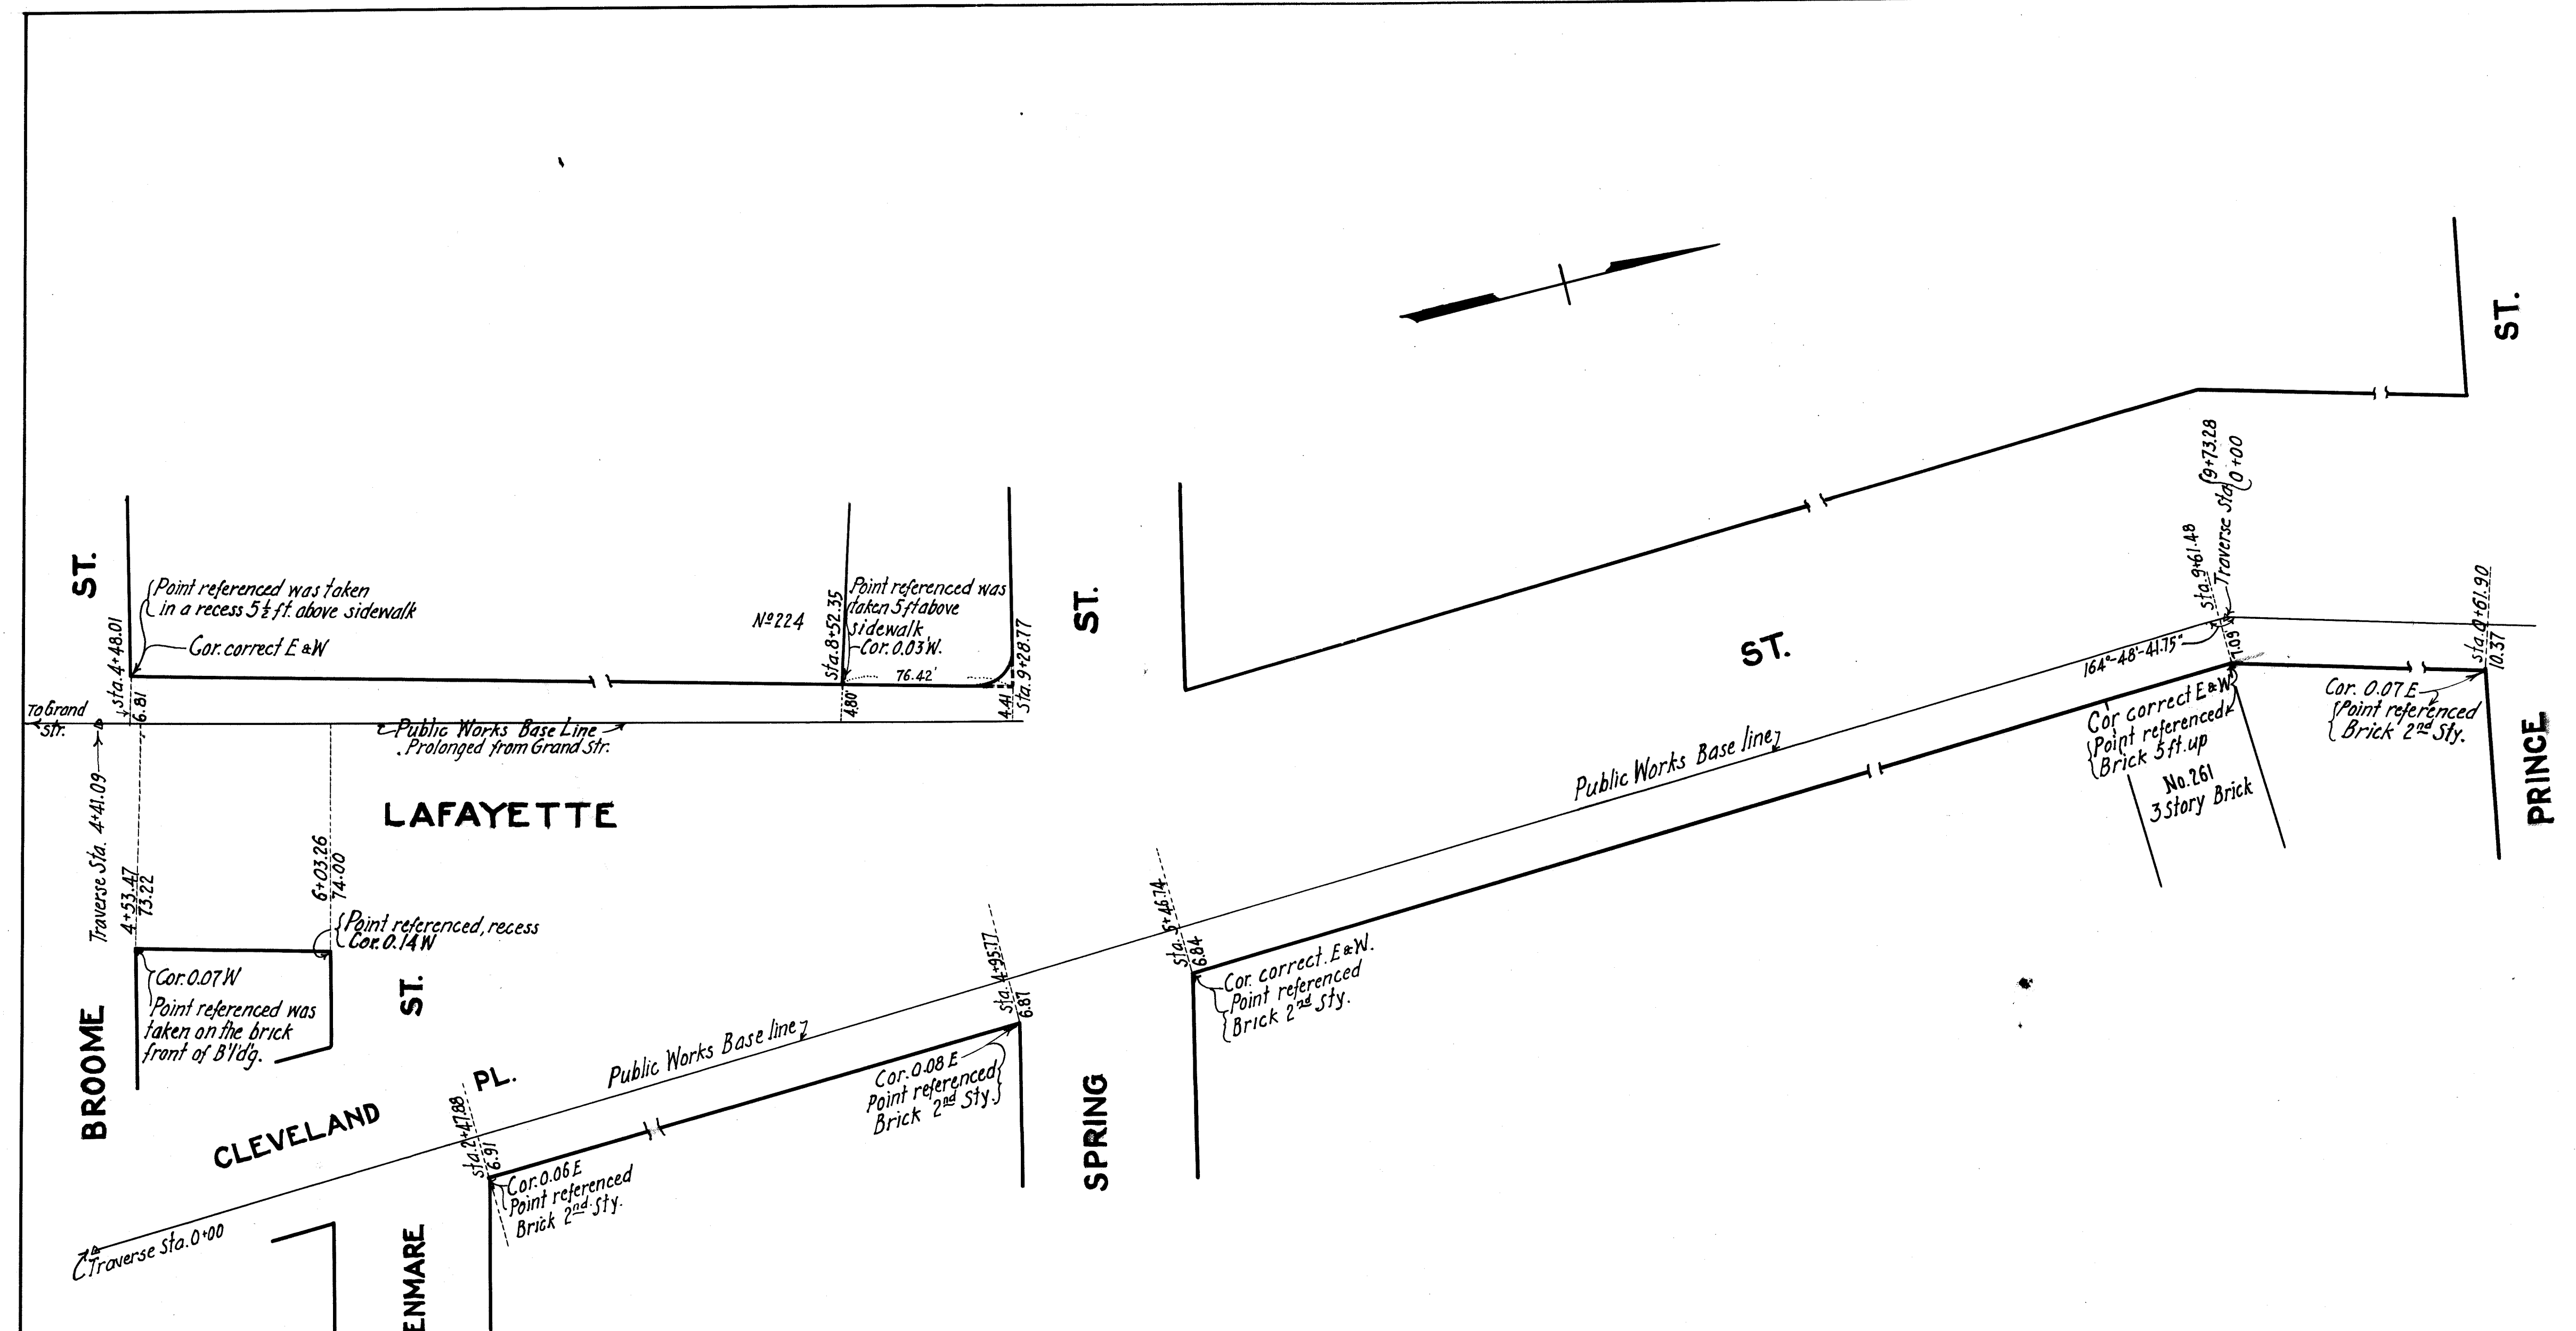 ST.
Point referenced was taken
in a recess 5½ ft. above sidewalk
Cor. correct E & W
sta. 4+48.01
6.81
To Grand
str.
Traverse Sta. 4+41.09
Public Works Base Line
Prolonged from Grand Str.
Nº 224
Sta. 8+52.35
4.80'
Point referenced was
taken 5 ft above
sidewalk
Cor. 0.03' W.
76.42'
4.41
Sta. 9+28.77
ST.
LAFAYETTE
ST.
4+53.47
73.22
6+03.26
74.00
Point referenced, recess
Cor. 0.14 W
Cor. 0.07 W
Point referenced was
taken on the brick
front of B'l'd'g.
BROOME
ST.
CLEVELAND
PL.
Traverse Sta. 0+00
sta. 2+47.88
6.91
Cor. 0.06 E
Point referenced
Brick 2nd Sty.
ENMARE
Public Works Base line
Sta. 4+95.77
6.87
Cor. 0.08 E
Point referenced
Brick 2nd Sty.
SPRING
Sta. 5+46.74
6.84
Cor. correct E & W.
Point referenced
Brick 2nd Sty.
Public Works Base line
164°-48'-41.75"
Sta. 9+61.48
Traverse Sta. 9+73.28
0+00
7.09
Cor correct E & W
Point referenced
Brick 5 ft. up
No. 261
3 Story Brick
Sta. 0+61.90
10.37
Cor. 0.07 E
Point referenced
Brick 2nd Sty.
ST.
PRINCE